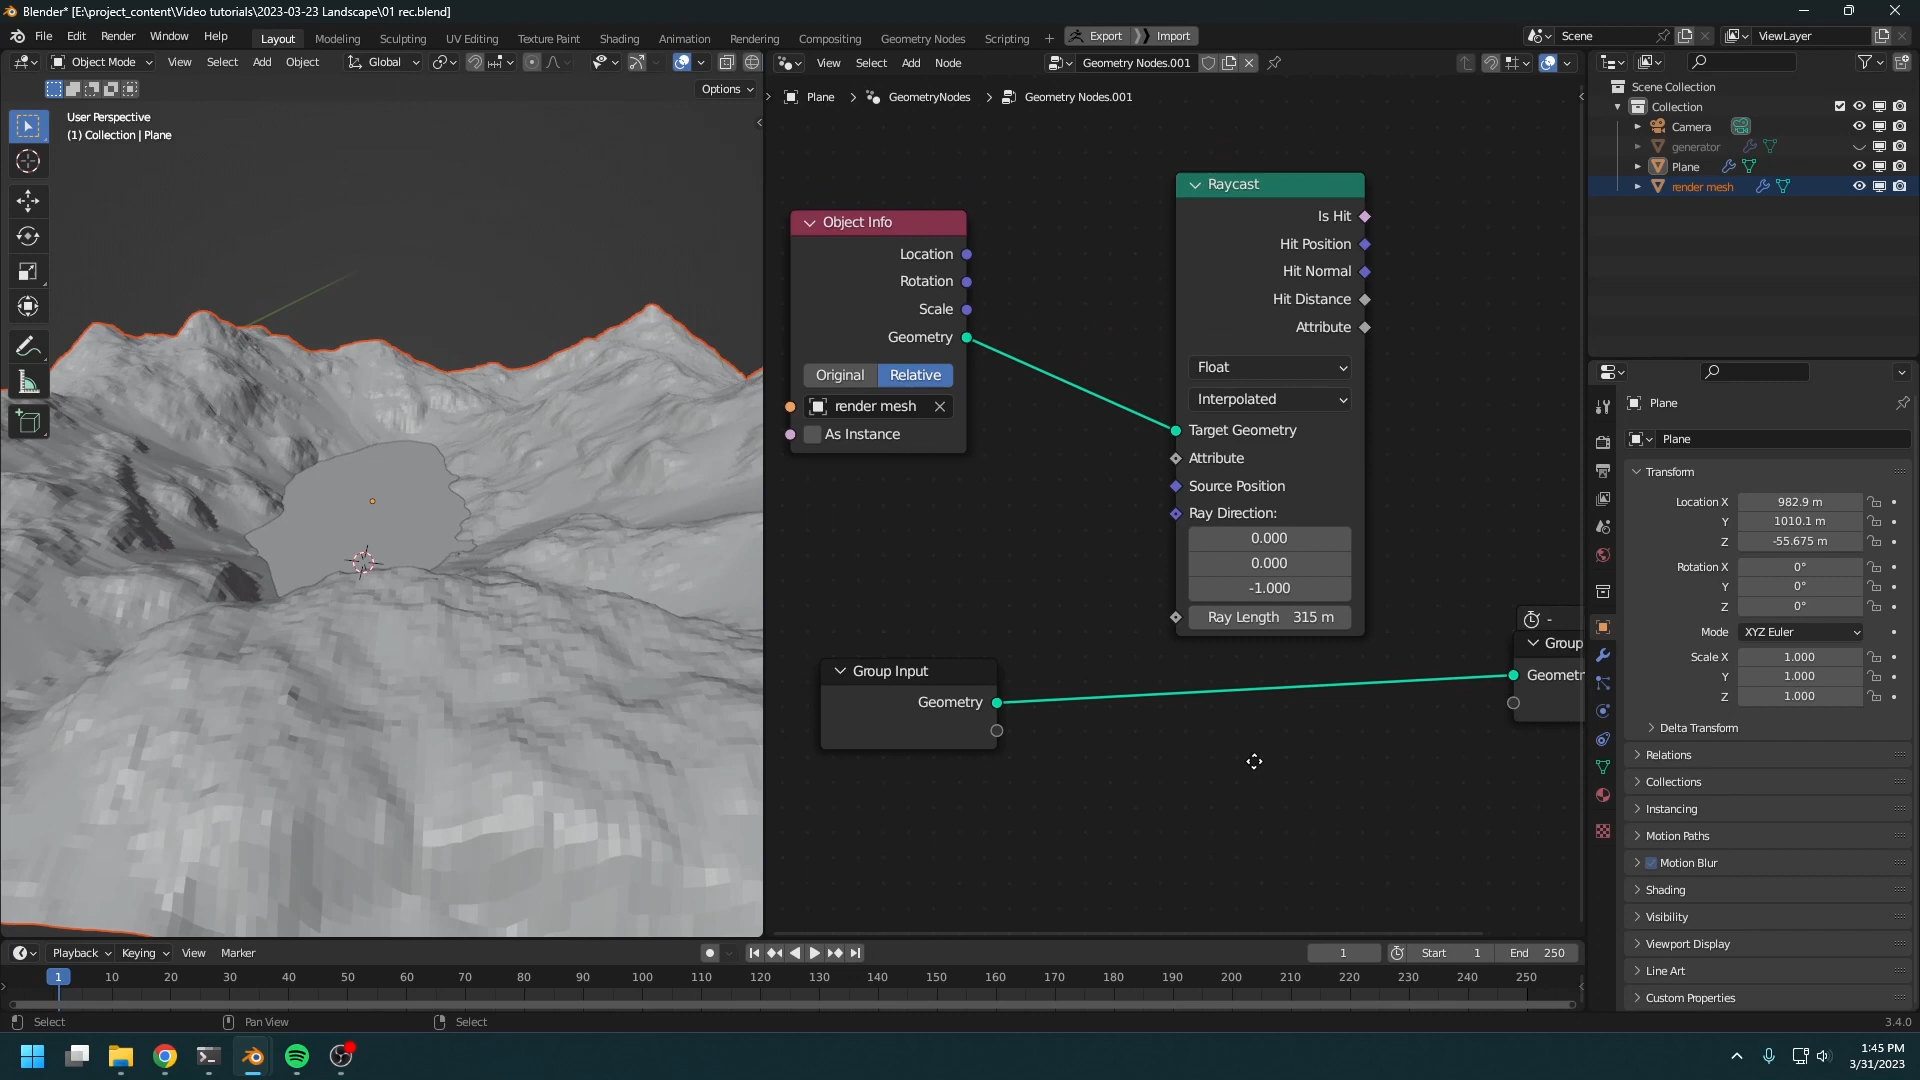 Blender* [E:\project_content\Video tutorials\2023-03-23 Landscape\01 rec.blend]
File Edit Render Window Help Layout Modeling Sculpting UV Editing Texture Paint Shading Animation Rendering Compositing Geometry Nodes Scripting + Export Import Scene ViewLayer
Object Mode View Select Add Object Global View Select Add Node Geometry Nodes.001
Options
Plane GeometryNodes Geometry Nodes.001
User Perspective
(1) Collection | Plane
Scene Collection
Collection
Camera
generator
Plane
render mesh
Object Info
Location
Rotation
Scale
Geometry
Original Relative
render mesh
As Instance
Raycast
Is Hit
Hit Position
Hit Normal
Hit Distance
Attribute
Float
Interpolated
Target Geometry
Attribute
Source Position
Ray Direction:
0.000
0.000
-1.000
Ray Length 315 m
Group Input
Geometry
-
Group
Geometr
Plane
Plane
Transform
Location X 982.9 m
Y 1010.1 m
Z -55.675 m
Rotation X 0°
Y 0°
Z 0°
Mode XYZ Euler
Scale X 1.000
Y 1.000
Z 1.000
Delta Transform
Relations
Collections
Instancing
Motion Paths
Motion Blur
Shading
Visibility
Viewport Display
Line Art
Custom Properties
Playback Keying View Marker 1 Start 1 End 250
1 10 20 30 40 50 60 70 80 90 100 110 120 130 140 150 160 170 180 190 200 210 220 230 240 250
Select Pan View Select 3.4.0
1:45 PM
3/31/2023